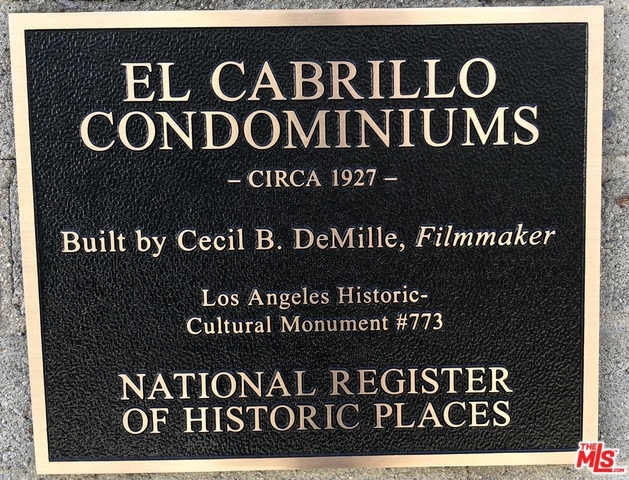 EL CABRILLO
CONDOMINIUMS
– CIRCA 1927 –
Built by Cecil B. DeMille, Filmmaker
Los Angeles Historic-
Cultural Monument #773
NATIONAL REGISTER
OF HISTORIC PLACES
THE
MLS
.com